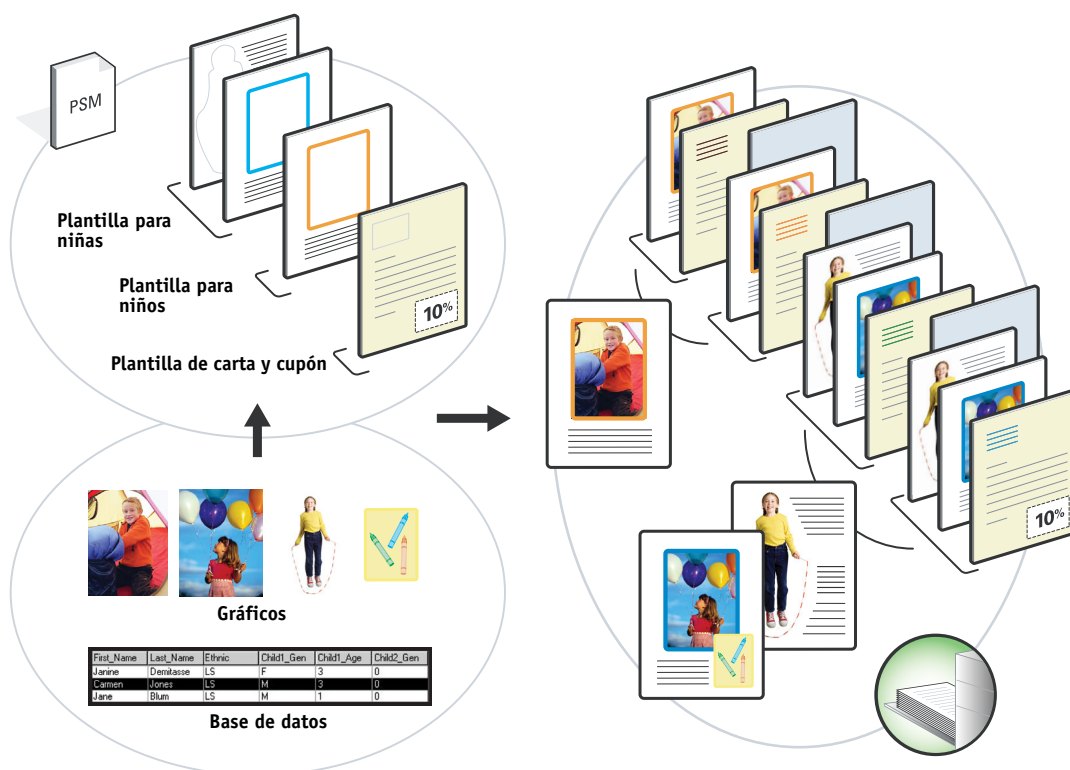 PSM
Plantilla para
niñas
Plantilla para
niños
10%
Plantilla de carta y cupón
Gráficos
First_Name Last_Name Ethnic Child1_Gen Child1_Age Child2_Gen
Janine Demitasse LS F 3 0
Carmen Jones LS M 3 0
Jane Blum LS M 1 0
Base de datos
10%